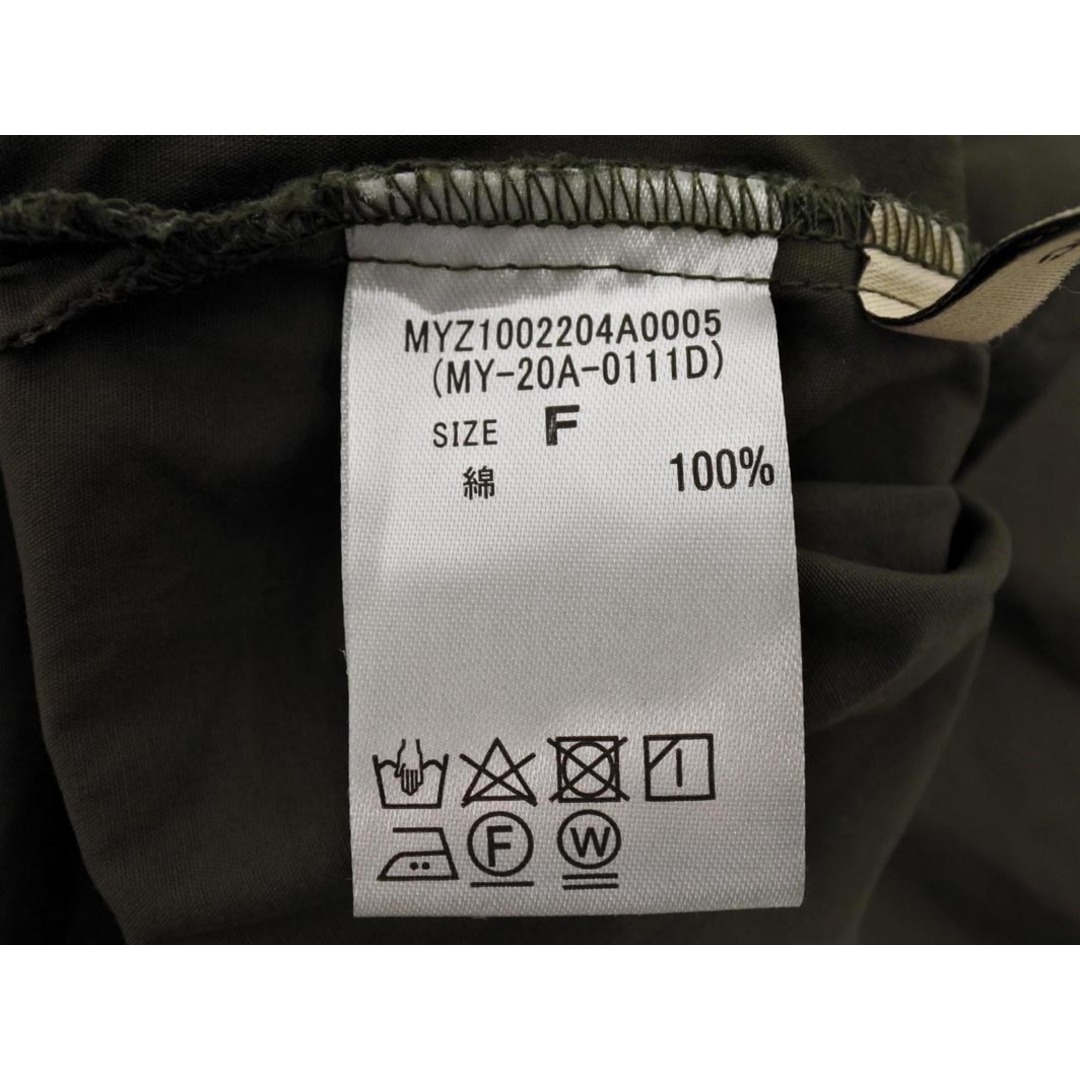 MYZ1002204A0005
(MY-20A-0111D)
SIZE F
綿 100%
F W